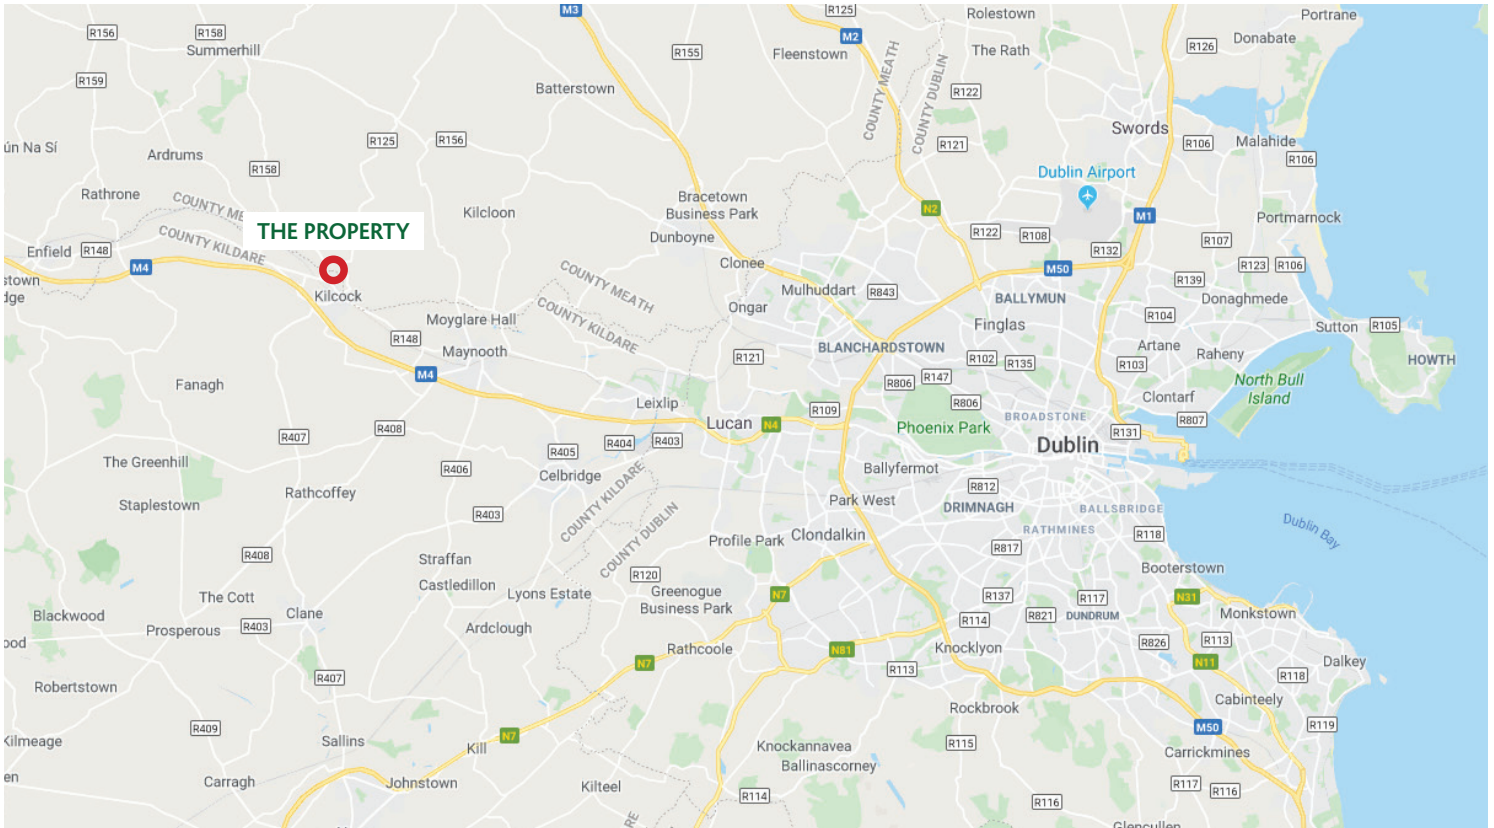 M3
R125
Rolestown
Portrane
R156
R158
M2
Donabate
Summerhill
R155
Fleenstown
The Rath
R126
R159
Batterstown
COUNTY MEATH
COUNTY DUBLIN
R122
Swords
ún Na Sí
R125
R156
R121
R106
Malahide
Ardrums
R158
Dublin Airport
R106
Rathrone
COUNTY ME
Bracetown
Business Park
Kilcloon
N2
M1
Portmarnock
THE PROPERTY
COUNTY KILDARE
Dunboyne
R122
R108
R107
Enfield
R148
R132
M4
Clonee
COUNTY MEATH
M50
R123
R106
stown
dge
Kilcock
Mulhuddart
R843
BALLYMUN
R139
Donaghmede
COUNTY KILDARE
Ongar
Moyglare Hall
Finglas
R104
Sutton
R105
R148
Maynooth
BLANCHARDSTOWN
R121
R102
R135
Artane
Raheny
R103
HOWTH
M4
Fanagh
R806
R147
North Bull
Island
Leixlip
R806
Clontarf
R109
BROADSTONE
Lucan
N4
Phoenix Park
R131
R807
R407
R408
R404
R403
Dublin
R405
The Greenhill
R406
Celbridge
Ballyfermot
Rathcoffey
COUNTY KILDARE
R812
Staplestown
R403
Park West
DRIMNAGH
BALLSBRIDGE
COUNTY DUBLIN
RATHMINES
Dublin Bay
Profile Park
Clondalkin
R118
R408
Straffan
R817
R120
Booterstown
Castledillon
Lyons Estate
Greenogue
Business Park
N7
The Cott
R137
R117
N31
Blackwood
Clane
R114
R821
DUNDRUM
Monkstown
Prosperous
R403
Ardclough
ood
Rathcoole
N81
Knocklyon
R826
R113
N7
R113
N11
Dalkey
R407
R118
Robertstown
Cabinteely
Rockbrook
R409
N7
M50
R119
Kilmeage
Sallins
Kill
Knockannavea
R115
Carrickmines
Ballinascorney
en
Carragh
Johnstown
Kilteel
R117
R116
R114
R116
RE
Glencullen